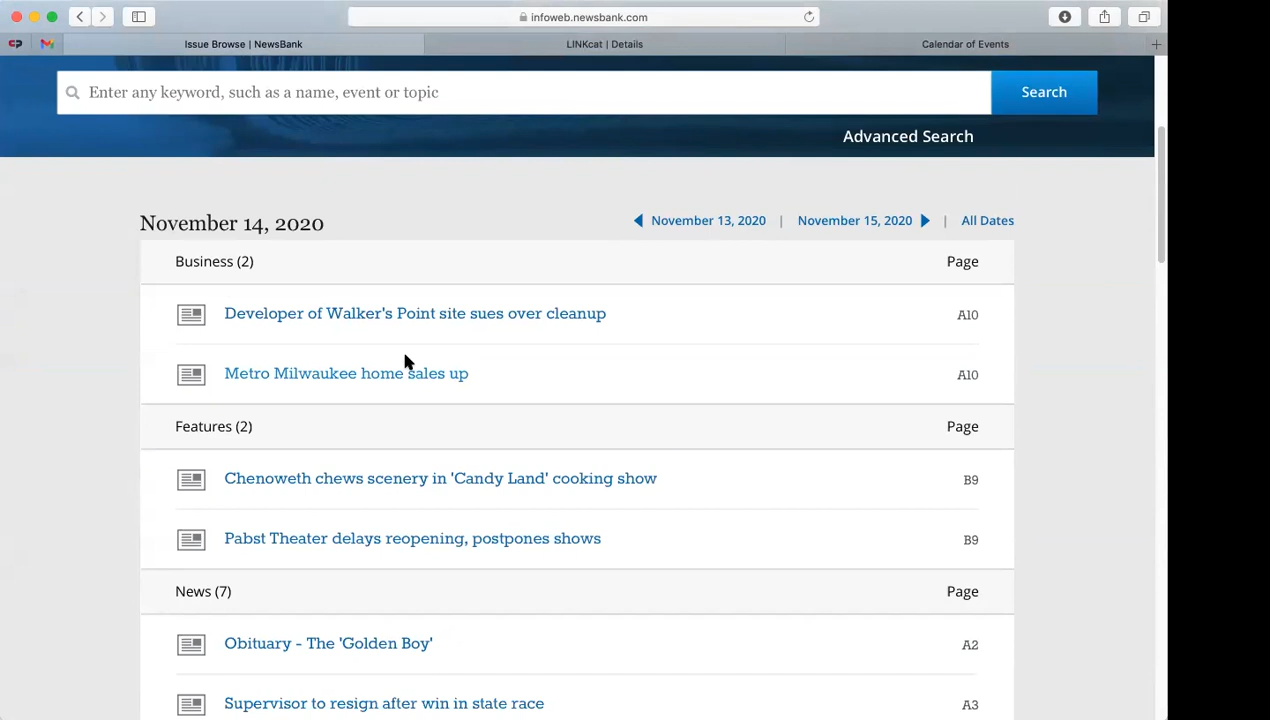 infoweb.newsbank.com
Issue Browse | NewsBank
LINKcat | Details
Calendar of Events
Enter any keyword, such as a name, event or topic
Search
Advanced Search
November 14, 2020
November 13, 2020 | November 15, 2020 | All Dates
Business (2) Page
Developer of Walker's Point site sues over cleanup A10
Metro Milwaukee home sales up A10
Features (2) Page
Chenoweth chews scenery in 'Candy Land' cooking show B9
Pabst Theater delays reopening, postpones shows B9
News (7) Page
Obituary - The 'Golden Boy' A2
Supervisor to resign after win in state race A3